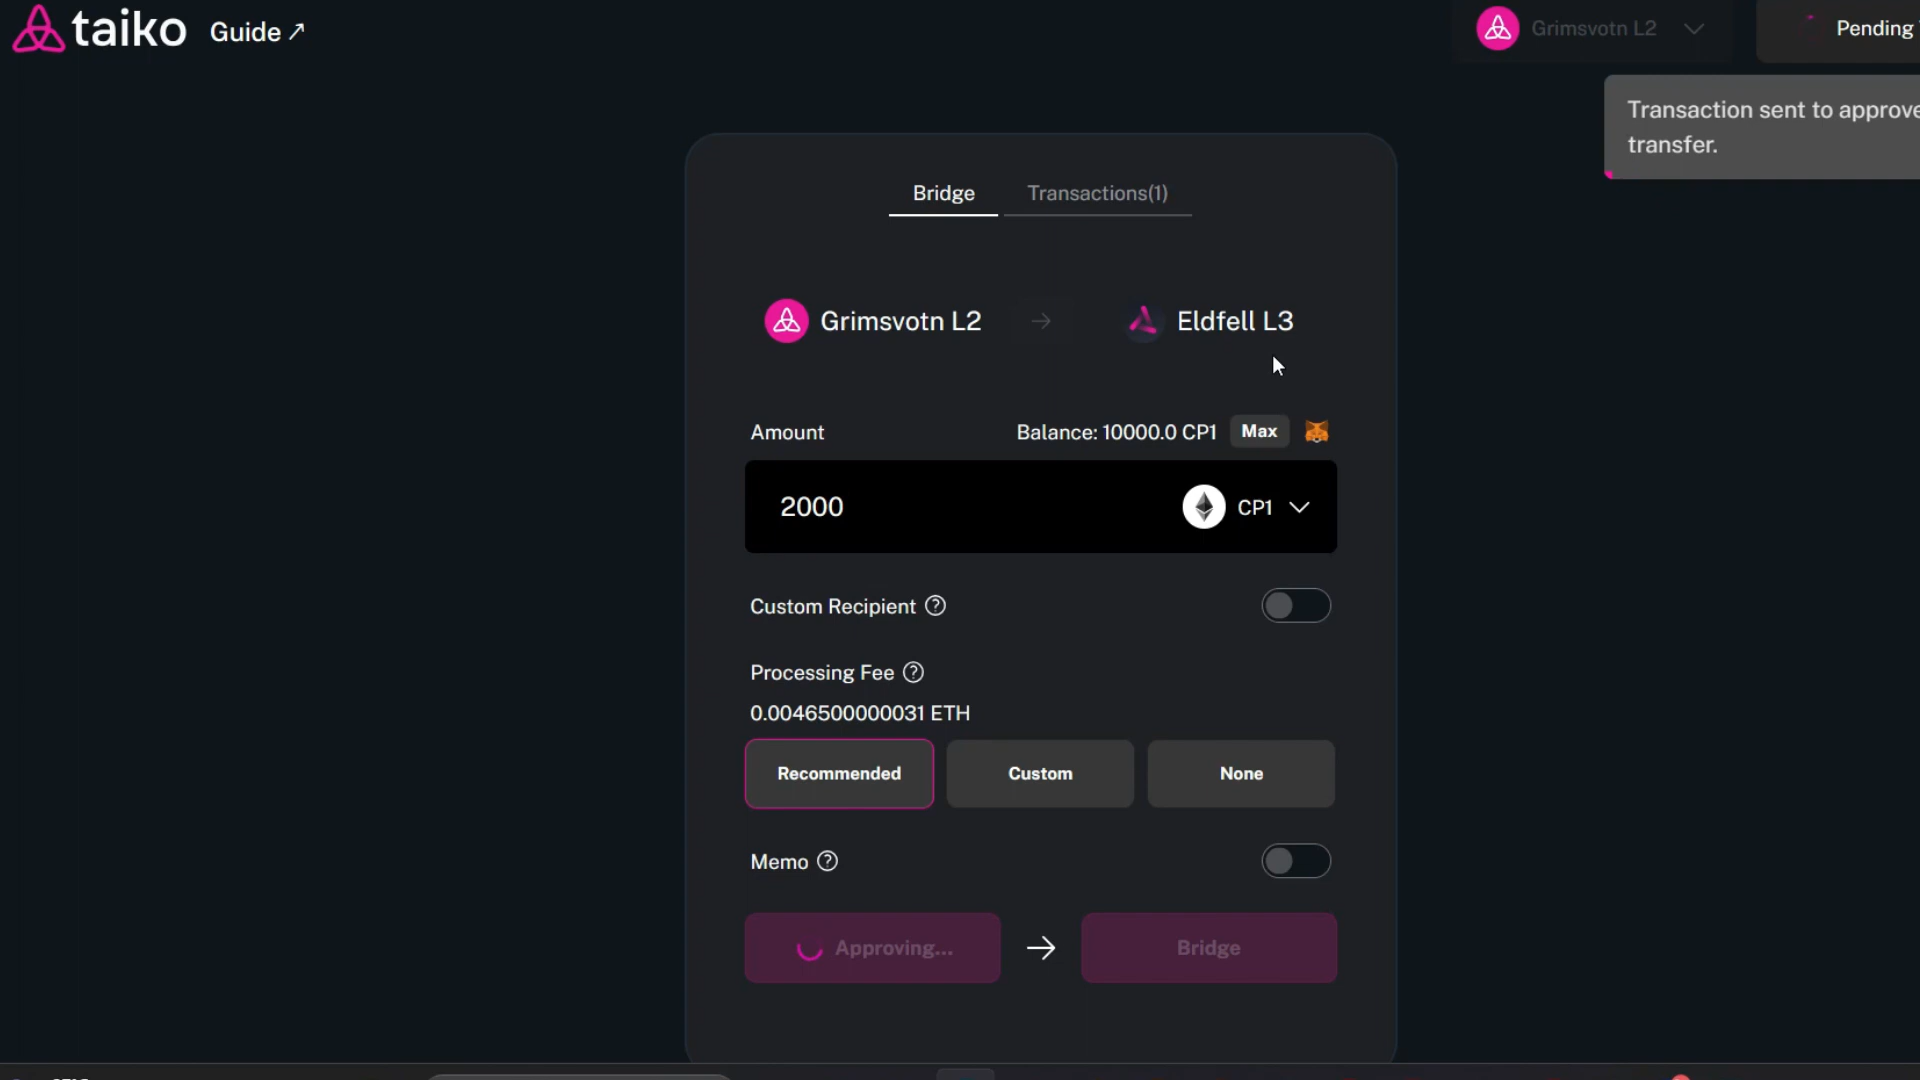 taiko Guide ↗
Grimsvotn L2
Pending
Transaction sent to approve
transfer.
Bridge Transactions(1)
Grimsvotn L2 → Eldfell L3
Amount Balance: 10000.0 CP1 Max
2000 CP1
Custom Recipient ?
Processing Fee ?
0.0046500000031 ETH
Recommended Custom None
Memo ?
Approving... → Bridge